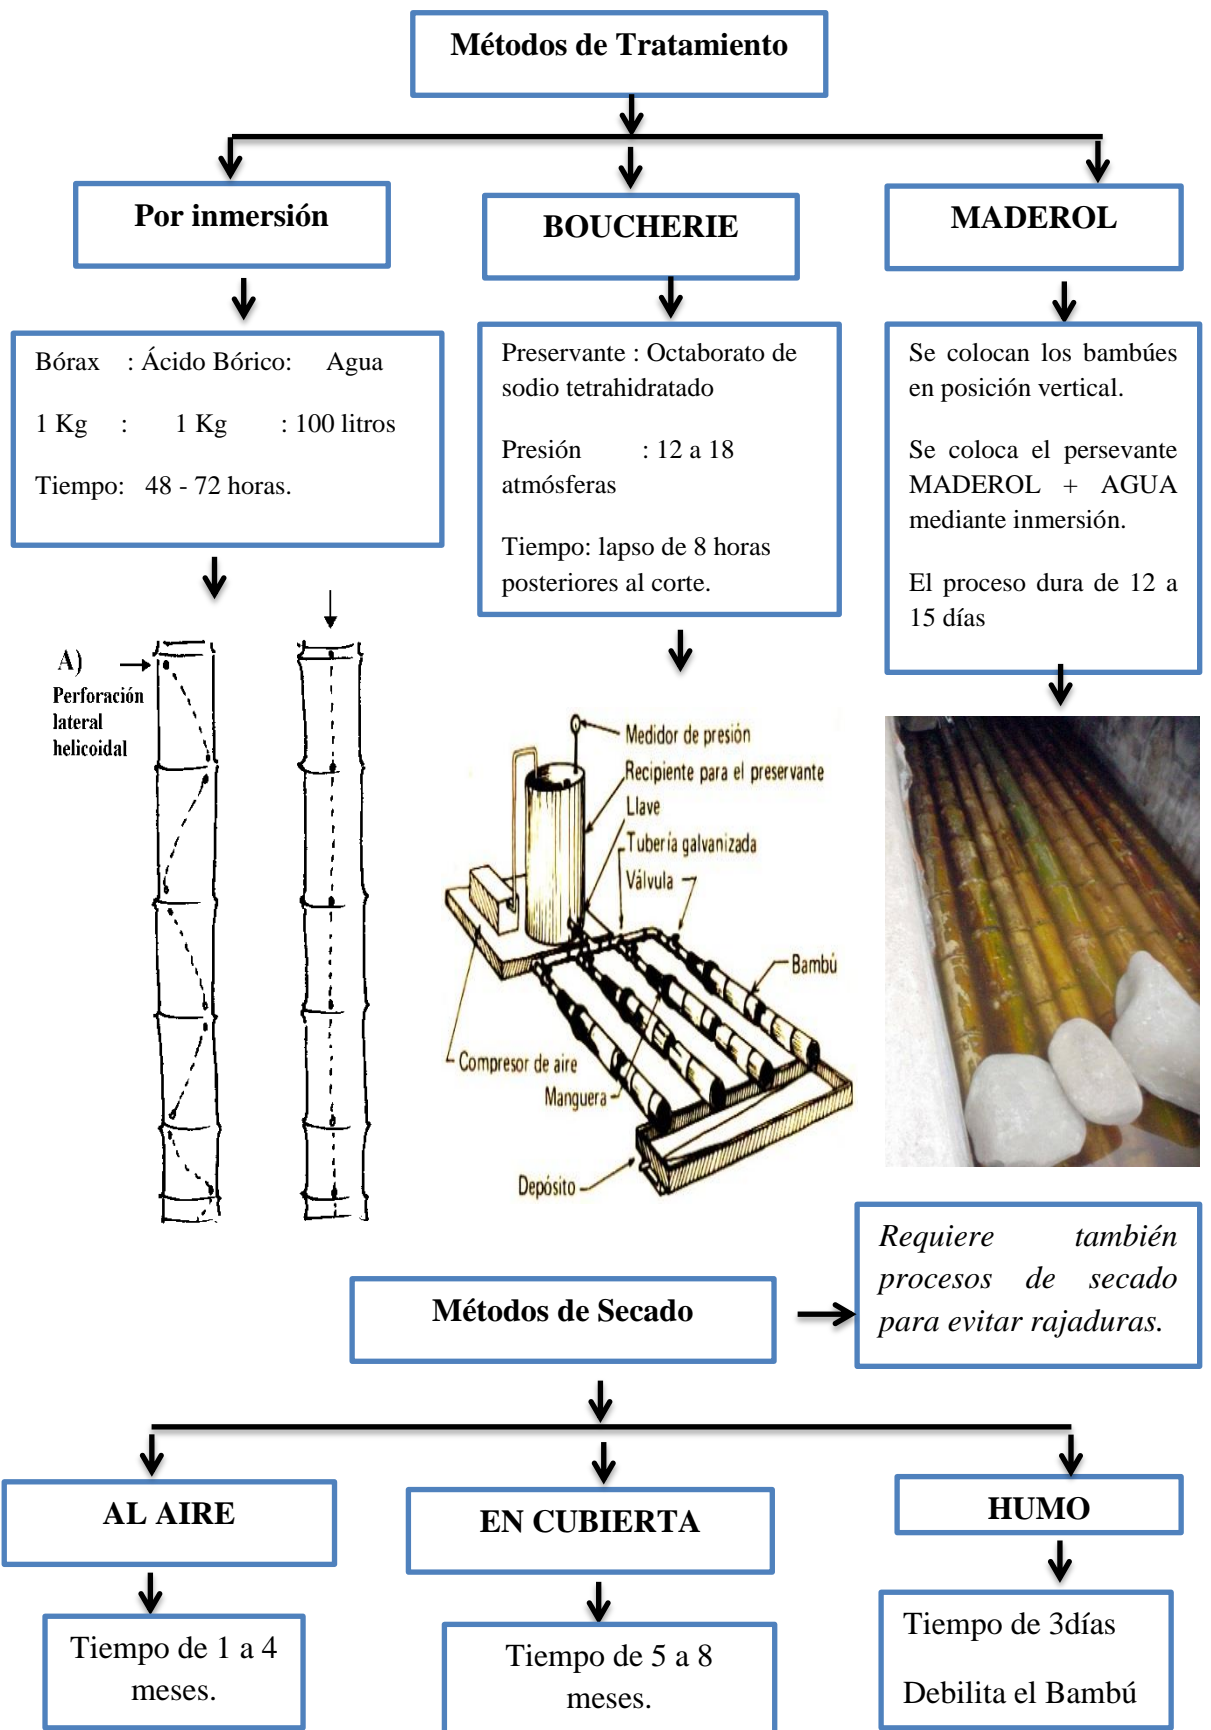 Métodos de Tratamiento
Por inmersión
BOUCHERIE
MADEROL
Bórax : Ácido Bórico: Agua
1 Kg : 1 Kg : 100 litros
Tiempo: 48 - 72 horas.
Preservante : Octaborato de
sodio tetrahidratado
Presión : 12 a 18
atmósferas
Tiempo: lapso de 8 horas
posteriores al corte.
Se colocan los bambúes
en posición vertical.
Se coloca el persevante
MADEROL + AGUA
mediante inmersión.
El proceso dura de 12 a
15 días
A)
Perforación
lateral
helicoidal
Medidor de presión
Recipiente para el preservante
Llave
Tubería galvanizada
Válvula
Bambú
Compresor de aire
Manguera
Depósito
Requiere también
procesos de secado
para evitar rajaduras.
Métodos de Secado
AL AIRE
EN CUBIERTA
HUMO
Tiempo de 1 a 4
meses.
Tiempo de 5 a 8
meses.
Tiempo de 3días
Debilita el Bambú